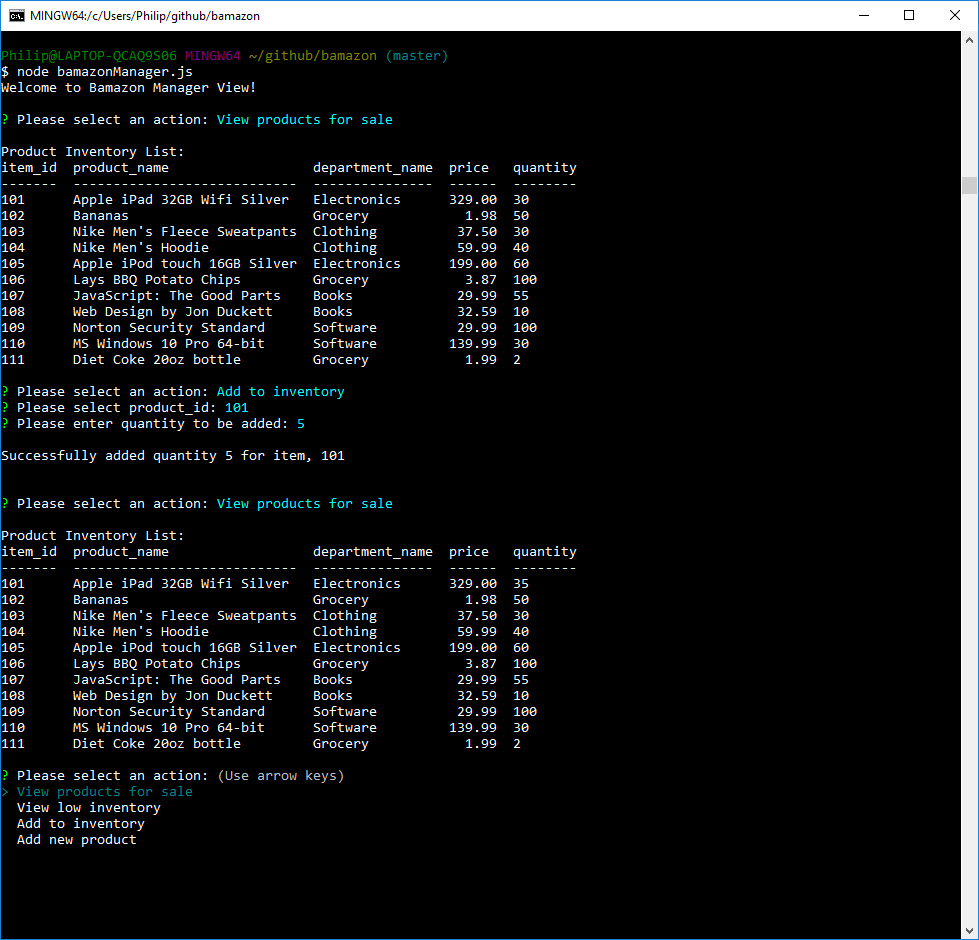 MINGW64:/c/Users/Philip/github/bamazon
Philip@LAPTOP-QCAQ9S06 MINGW64 ~/github/bamazon (master)
$ node bamazonManager.js
Welcome to Bamazon Manager View!
? Please select an action: View products for sale
Product Inventory List:
item_id  product_name                  department_name  price   quantity
-------  ----------------------------  ---------------  ------  --------
101      Apple iPad 32GB Wifi Silver   Electronics      329.00  30
102      Bananas                       Grocery            1.98  50
103      Nike Men's Fleece Sweatpants  Clothing          37.50  30
104      Nike Men's Hoodie             Clothing          59.99  40
105      Apple iPod touch 16GB Silver  Electronics      199.00  60
106      Lays BBQ Potato Chips         Grocery            3.87  100
107      JavaScript: The Good Parts    Books             29.99  55
108      Web Design by Jon Duckett     Books             32.59  10
109      Norton Security Standard      Software          29.99  100
110      MS Windows 10 Pro 64-bit      Software         139.99  30
111      Diet Coke 20oz bottle         Grocery            1.99  2
? Please select an action: Add to inventory
? Please select product_id: 101
? Please enter quantity to be added: 5
Successfully added quantity 5 for item, 101
? Please select an action: View products for sale
Product Inventory List:
item_id  product_name                  department_name  price   quantity
-------  ----------------------------  ---------------  ------  --------
101      Apple iPad 32GB Wifi Silver   Electronics      329.00  35
102      Bananas                       Grocery            1.98  50
103      Nike Men's Fleece Sweatpants  Clothing          37.50  30
104      Nike Men's Hoodie             Clothing          59.99  40
105      Apple iPod touch 16GB Silver  Electronics      199.00  60
106      Lays BBQ Potato Chips         Grocery            3.87  100
107      JavaScript: The Good Parts    Books             29.99  55
108      Web Design by Jon Duckett     Books             32.59  10
109      Norton Security Standard      Software          29.99  100
110      MS Windows 10 Pro 64-bit      Software         139.99  30
111      Diet Coke 20oz bottle         Grocery            1.99  2
? Please select an action: (Use arrow keys)
> View products for sale
  View low inventory
  Add to inventory
  Add new product